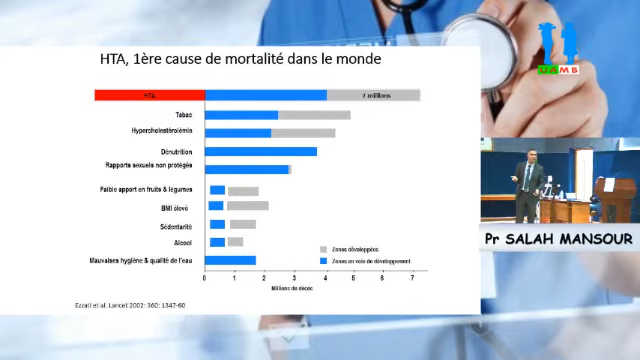 HTA, 1ère cause de mortalité dans le monde
HTA
7 millions
Tabac
Hypercholestérolémie
Dénutrition
Rapports sexuels non protégés
Faible apport en fruits & légumes
BMI élevé
Sédentarité
Alcool
Mauvaises hygiène & qualité de l'eau
Zones développées
Zones en voie de développement
0 1 2 3 4 5 6 7
Millions de décès
Ezzati et al. Lancet 2002: 360: 1347-60
UAMB
Pr SALAH MANSOUR